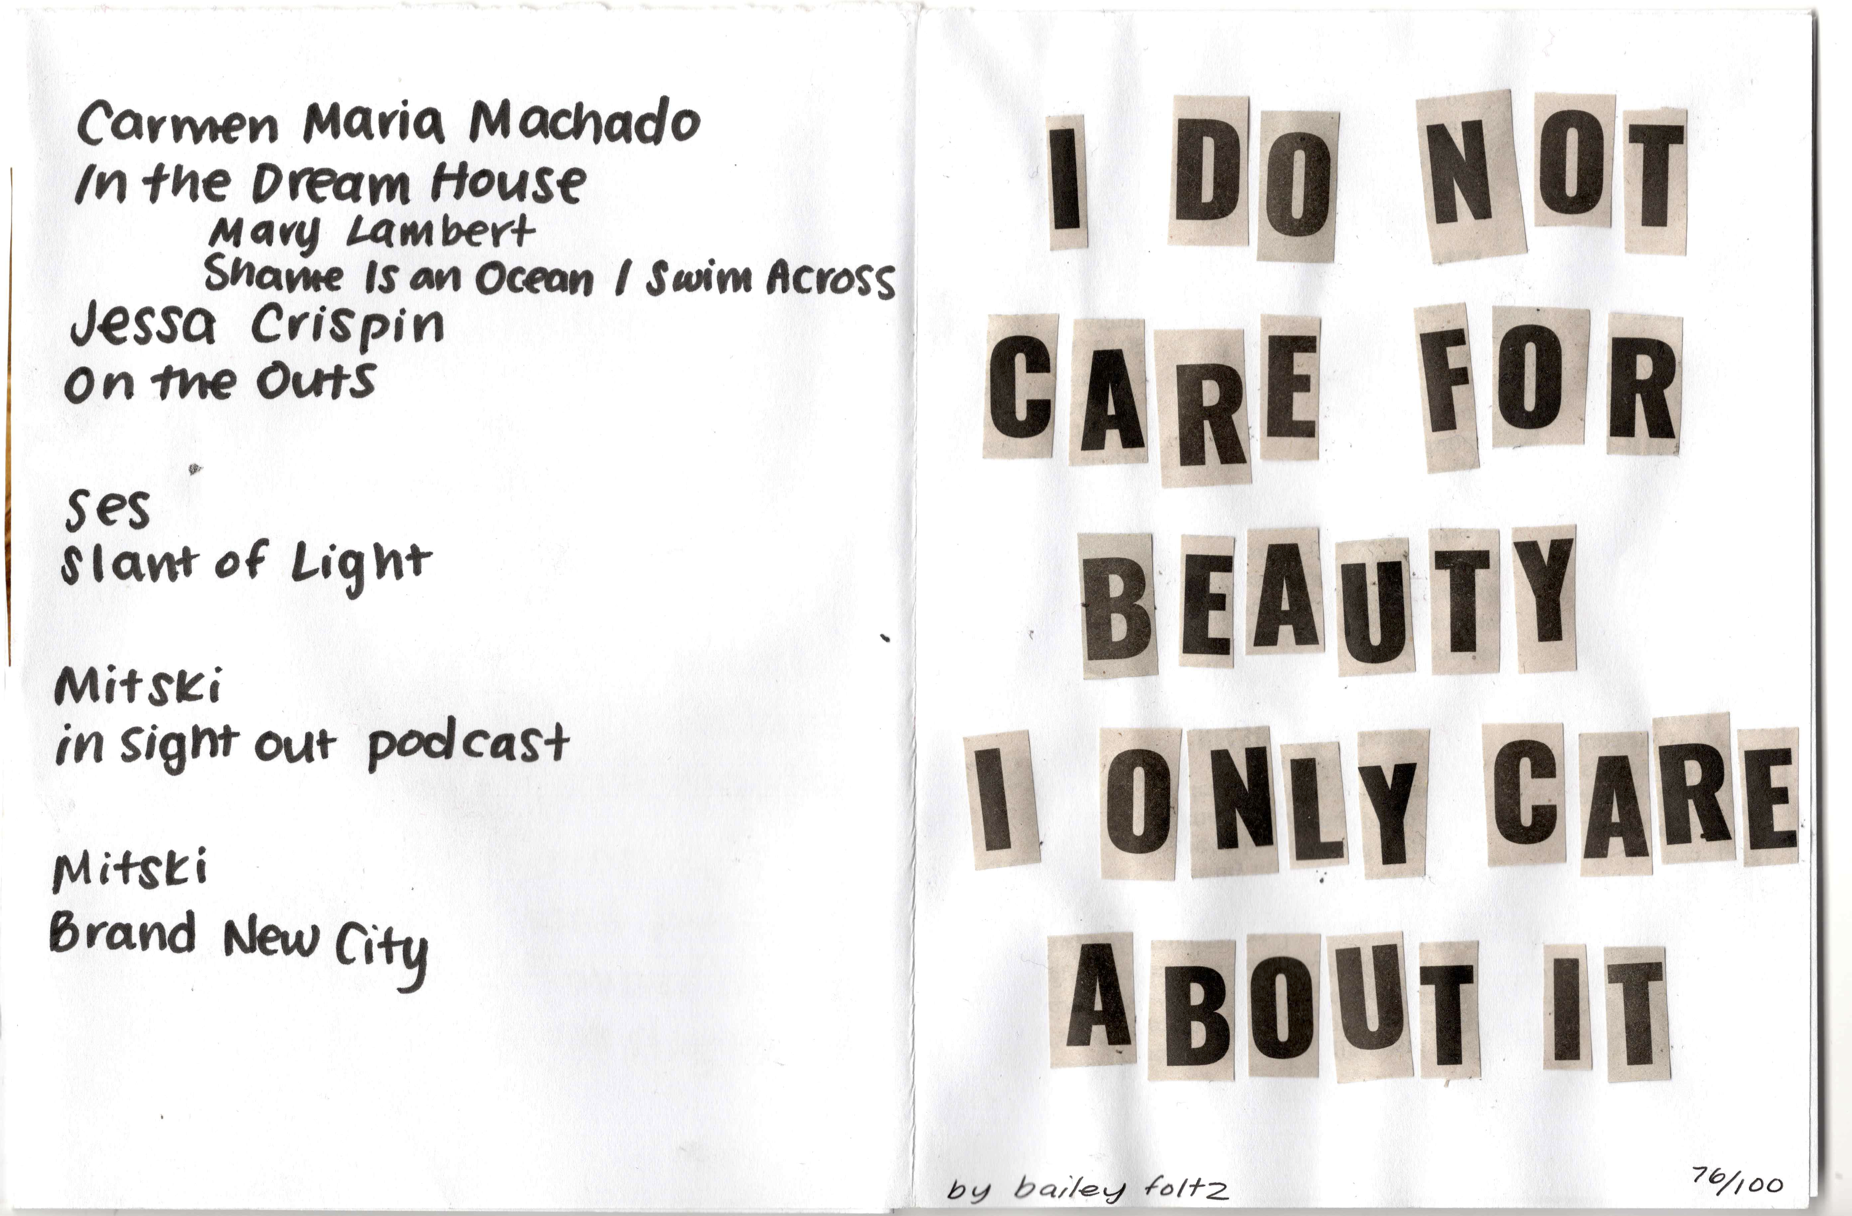 Carmen Maria Machado
In the Dream House
Mary Lambert
Shame Is an Ocean I Swim Across
Jessa Crispin
On the Outs
ses
Slant of Light
Mitski
in sight out podcast
Mitski
Brand New City
I DO NOT
CARE FOR
BEAUTY
I ONLY CARE
ABOUT IT
by bailey foltz
76/100